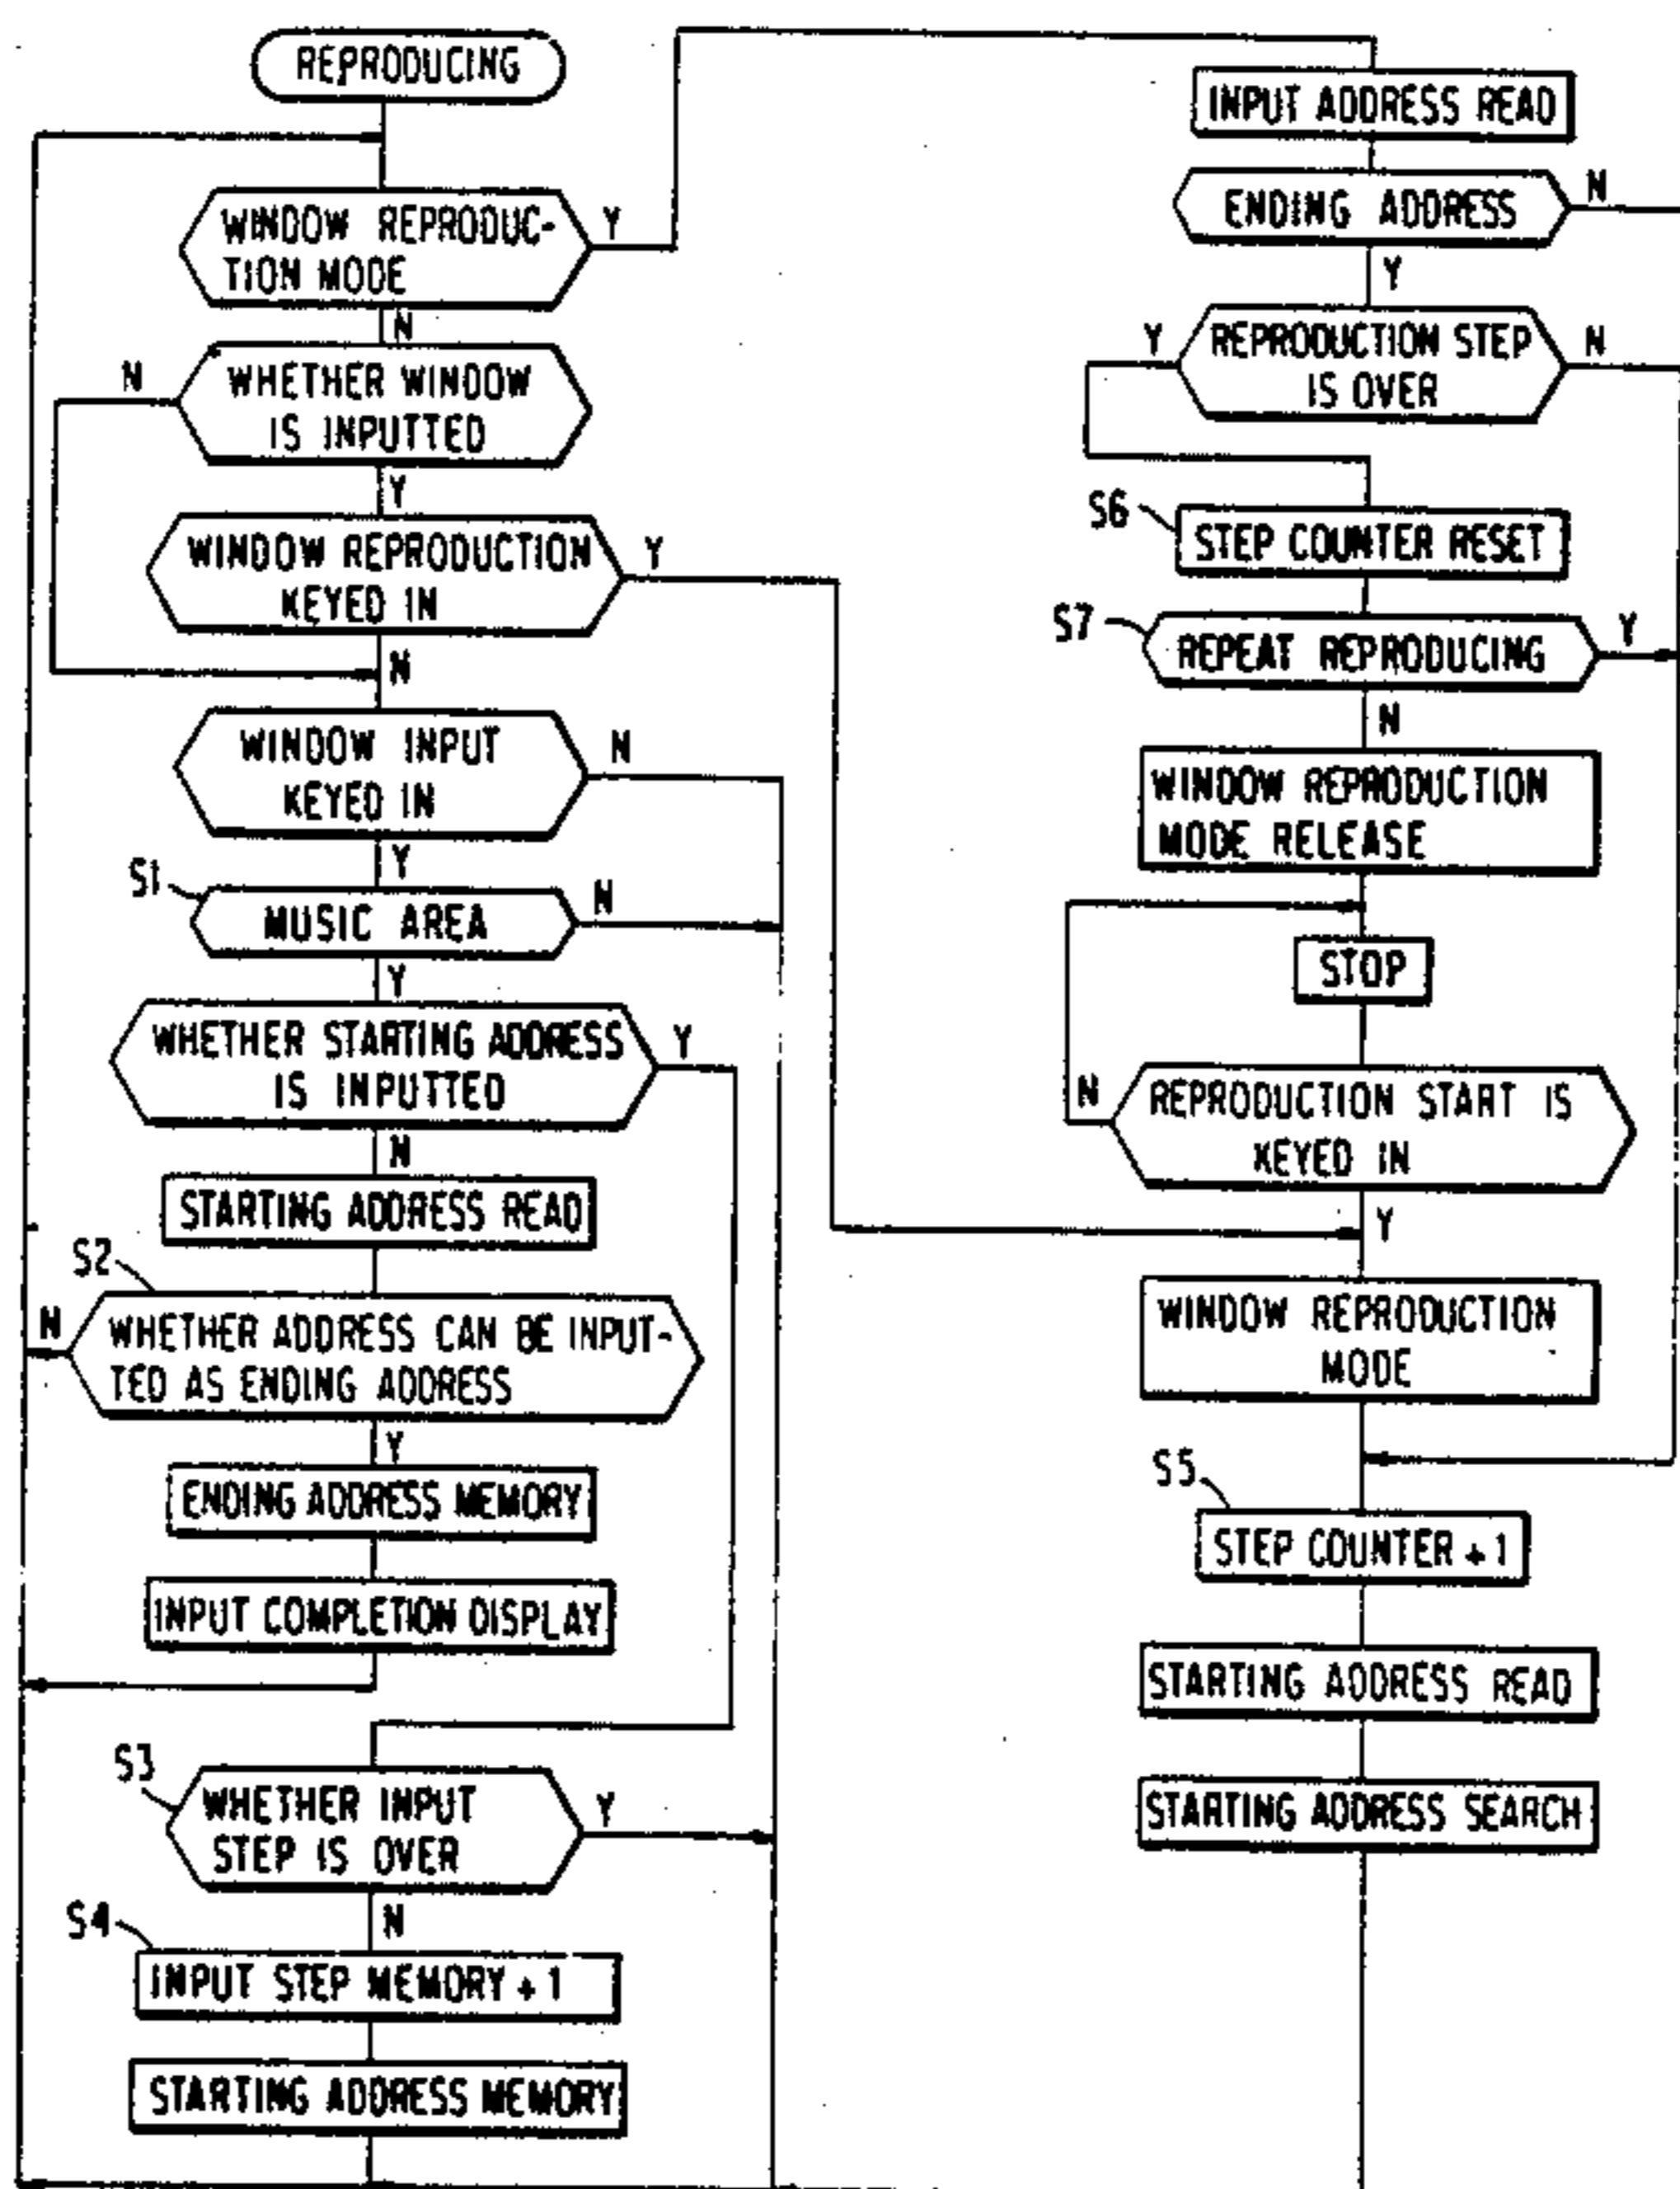 REPRODUCING
WINDOW REPRODUC-
TION MODE
Y
N
WHETHER WINDOW
IS INPUTTED
N
Y
WINDOW REPRODUCTION
KEYED IN
Y
N
WINDOW INPUT
KEYED IN
N
Y
S1
MUSIC AREA
N
Y
WHETHER STARTING ADDRESS
IS INPUTTED
Y
N
STARTING ADDRESS READ
S2
N
WHETHER ADDRESS CAN BE INPUT-
TED AS ENDING ADDRESS
Y
ENDING ADDRESS MEMORY
INPUT COMPLETION DISPLAY
S3
WHETHER INPUT
STEP IS OVER
Y
N
S4
INPUT STEP MEMORY + 1
STARTING ADDRESS MEMORY
INPUT ADDRESS READ
ENDING ADDRESS
N
Y
Y
REPRODUCTION STEP
IS OVER
N
S6
STEP COUNTER RESET
S7
REPEAT REPRODUCING
Y
N
WINDOW REPRODUCTION
MODE RELEASE
STOP
N
REPRODUCTION START IS
KEYED IN
Y
WINDOW REPRODUCTION
MODE
S5
STEP COUNTER + 1
STARTING ADDRESS READ
STARTING ADDRESS SEARCH